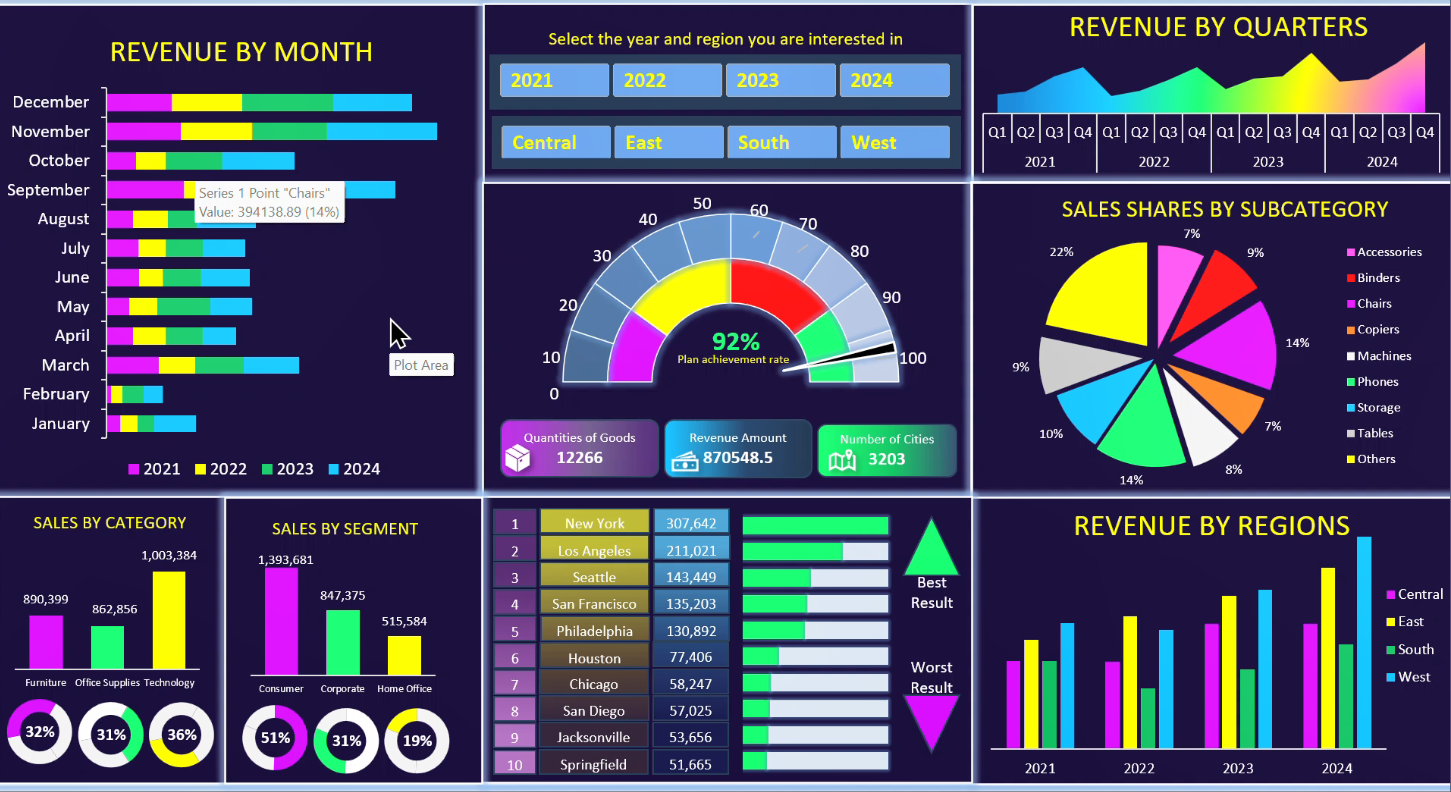 REVENUE BY MONTH
December
November
October
September
August
July
June
May
April
March
February
January
Series 1 Point "Chairs"
Value: 394138.89 (14%)
Plot Area
2021 2022 2023 2024
Select the year and region you are interested in
2021 2022 2023 2024
Central East South West
REVENUE BY QUARTERS
Q1 Q2 Q3 Q4 Q1 Q2 Q3 Q4 Q1 Q2 Q3 Q4 Q1 Q2 Q3 Q4
2021 2022 2023 2024
0 10 20 30 40 50 60 70 80 90 100
92%
Plan achievement rate
Quantities of Goods
12266
Revenue Amount
870548.5
Number of Cities
3203
SALES SHARES BY SUBCATEGORY
7%
9%
14%
7%
8%
14%
10%
9%
22%
Accessories
Binders
Chairs
Copiers
Machines
Phones
Storage
Tables
Others
SALES BY CATEGORY
890,399 862,856 1,003,384
Furniture Office Supplies Technology
32% 31% 36%
SALES BY SEGMENT
1,393,681 847,375 515,584
Consumer Corporate Home Office
51% 31% 19%
1 New York 307,642
2 Los Angeles 211,021
3 Seattle 143,449
4 San Francisco 135,203
5 Philadelphia 130,892
6 Houston 77,406
7 Chicago 58,247
8 San Diego 57,025
9 Jacksonville 53,656
10 Springfield 51,665
Best
Result
Worst
Result
REVENUE BY REGIONS
Central
East
South
West
2021 2022 2023 2024